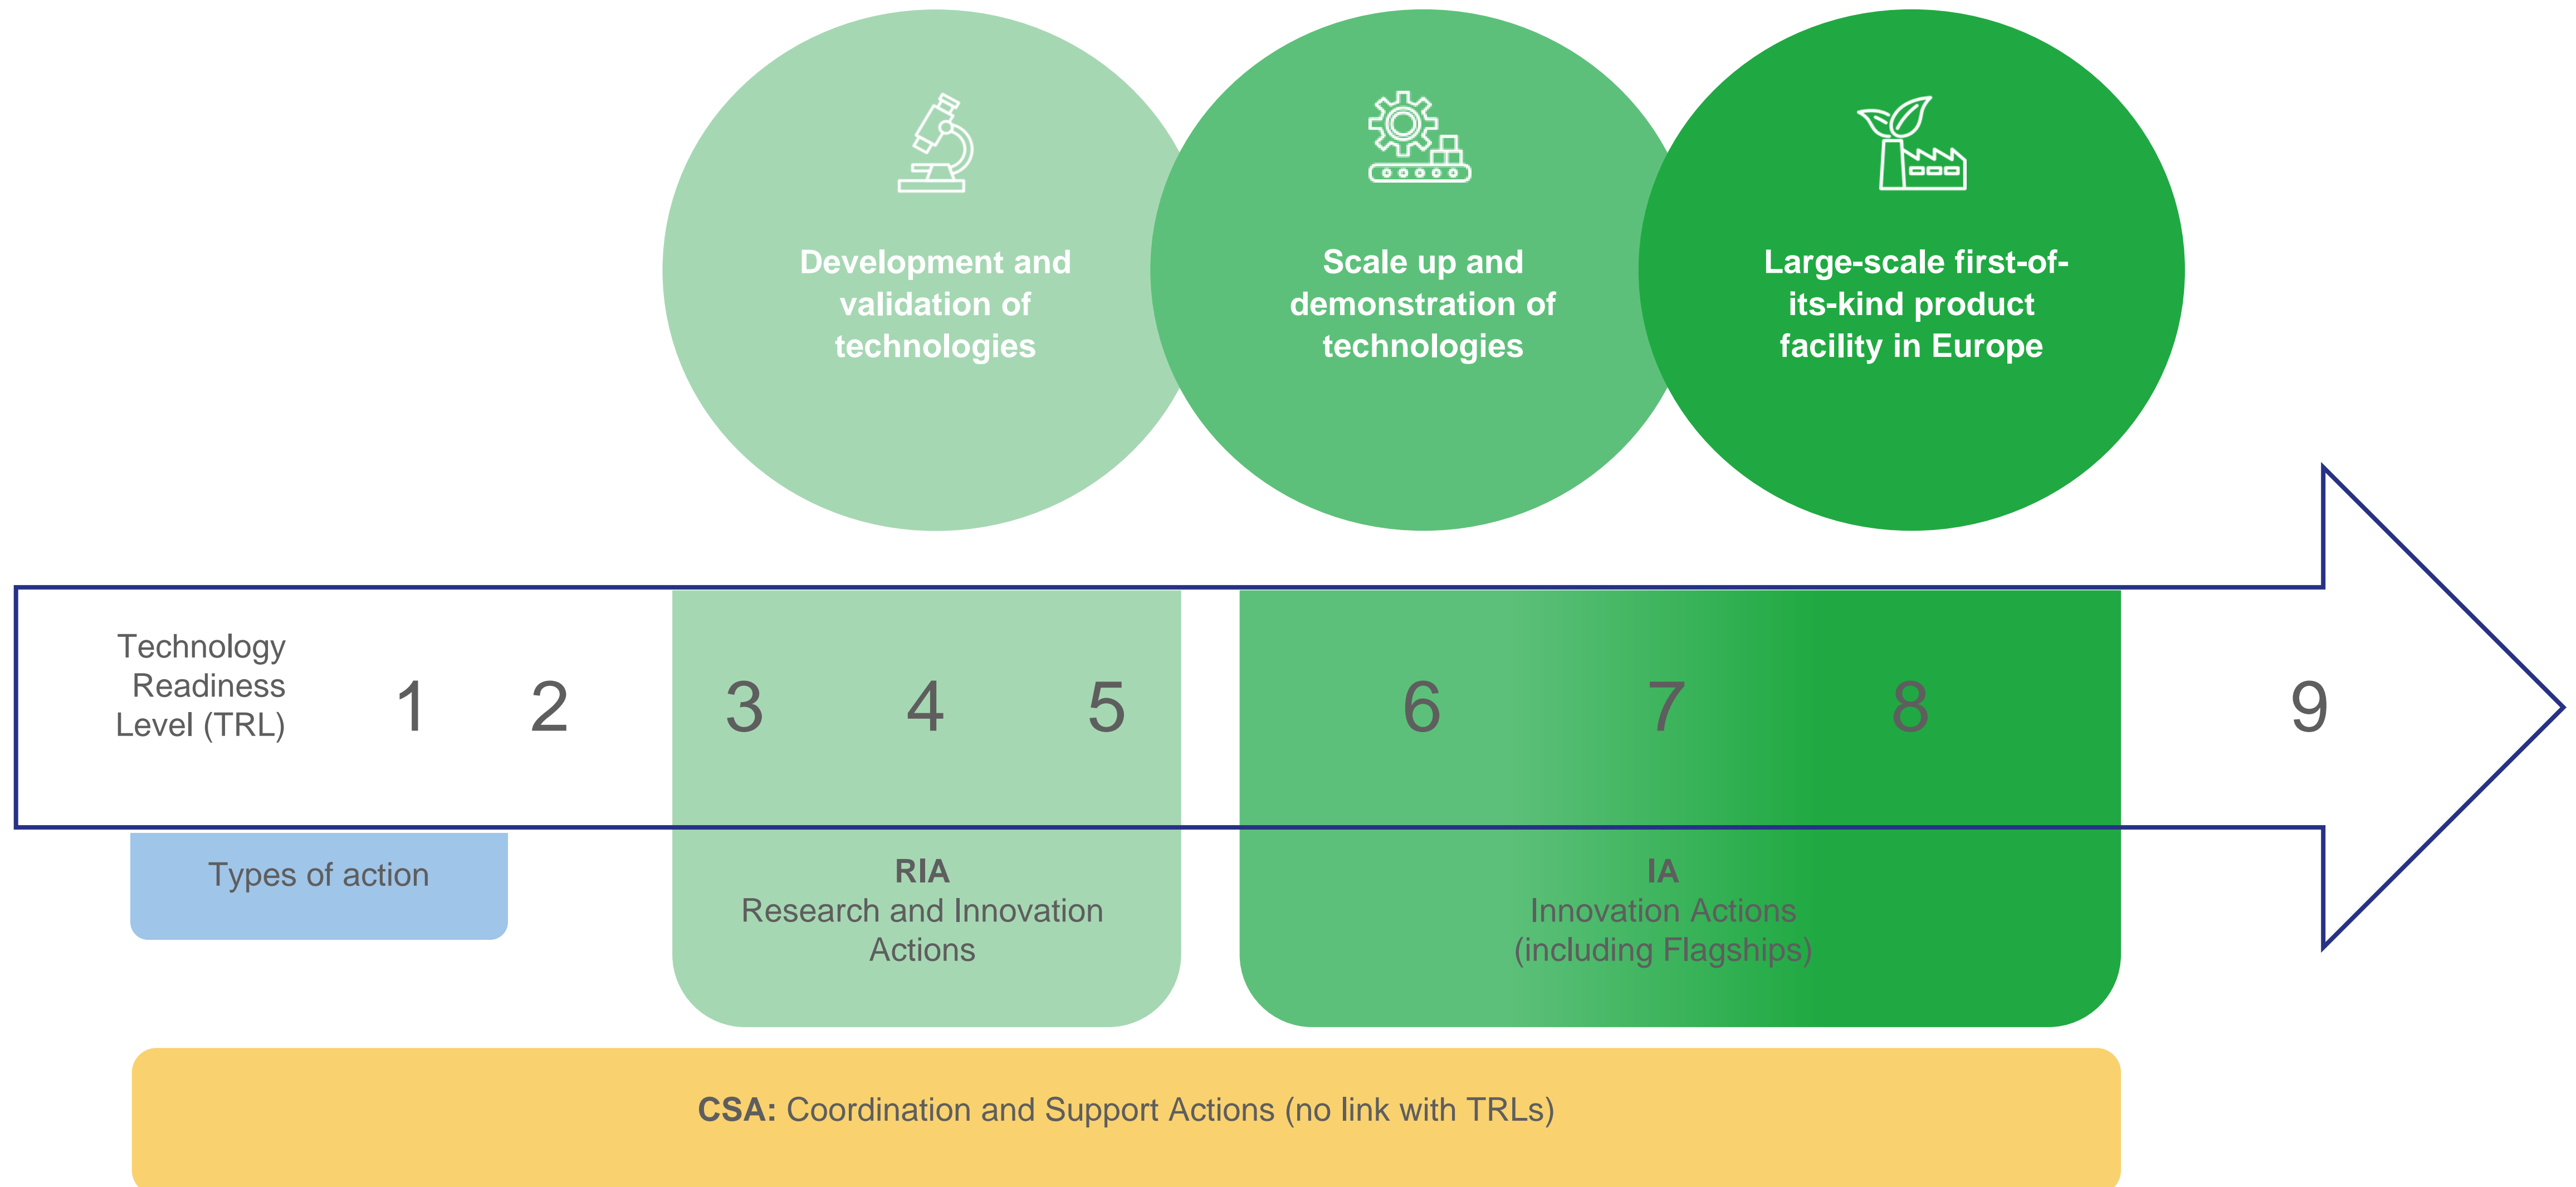 Development and
validation of
technologies
Scale up and
demonstration of
technologies
Large-scale first-of-
its-kind product
facility in Europe
Technology
Readiness
Level (TRL)
1 2 3 4 5 6 7 8 9
Types of action
RIA
Research and Innovation
Actions
IA
Innovation Actions
(including Flagships)
CSA: Coordination and Support Actions (no link with TRLs)